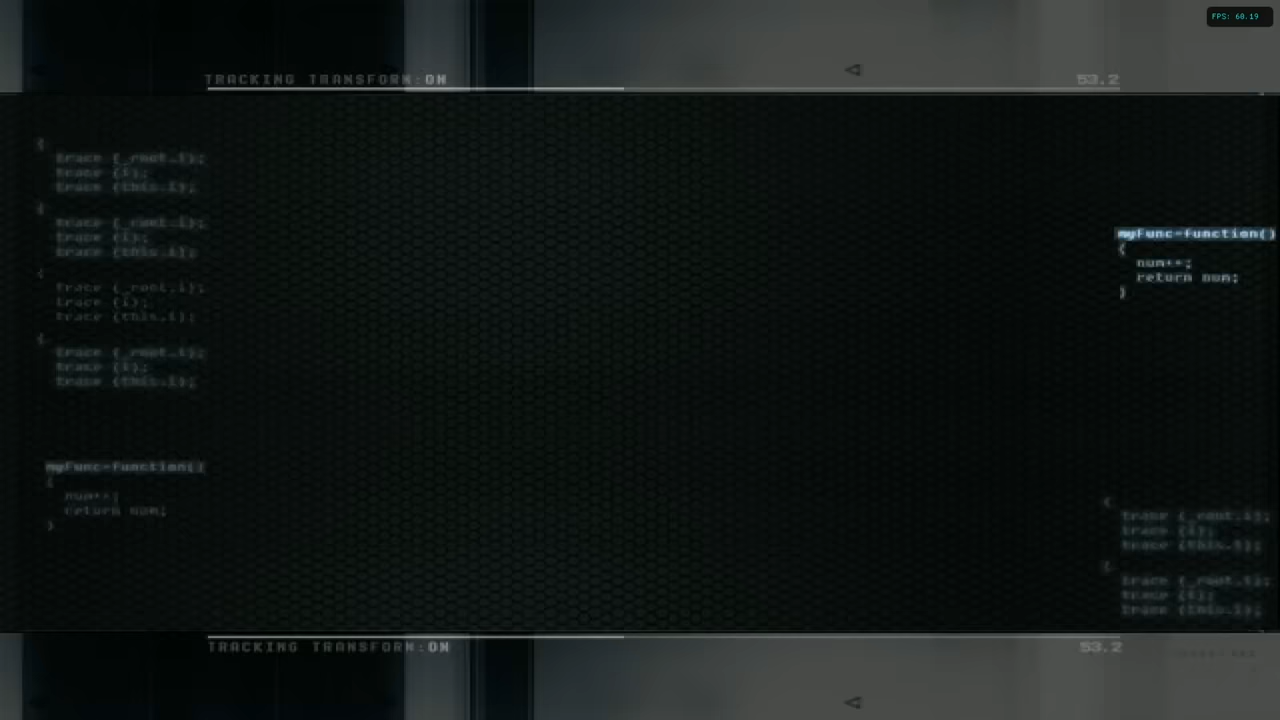 FPS: 60.19
TRACKING TRANSFORM:ON
53.2
{
trace (_root.i);
trace (i);
trace (this.i);
{
trace (_root.i);
trace (i);
trace (this.i);
{
trace (_root.i);
trace (i);
trace (this.i);
{
trace (_root.i);
trace (i);
trace (this.i);
myFunc-function()
{
num++;
return num;
}
myFunc-function()
{
num++;
return num;
}
{
trace (_root.i);
trace (i);
trace (this.i);
{
trace (_root.i);
trace (i);
trace (this.i);
TRACKING TRANSFORM:ON
53.2